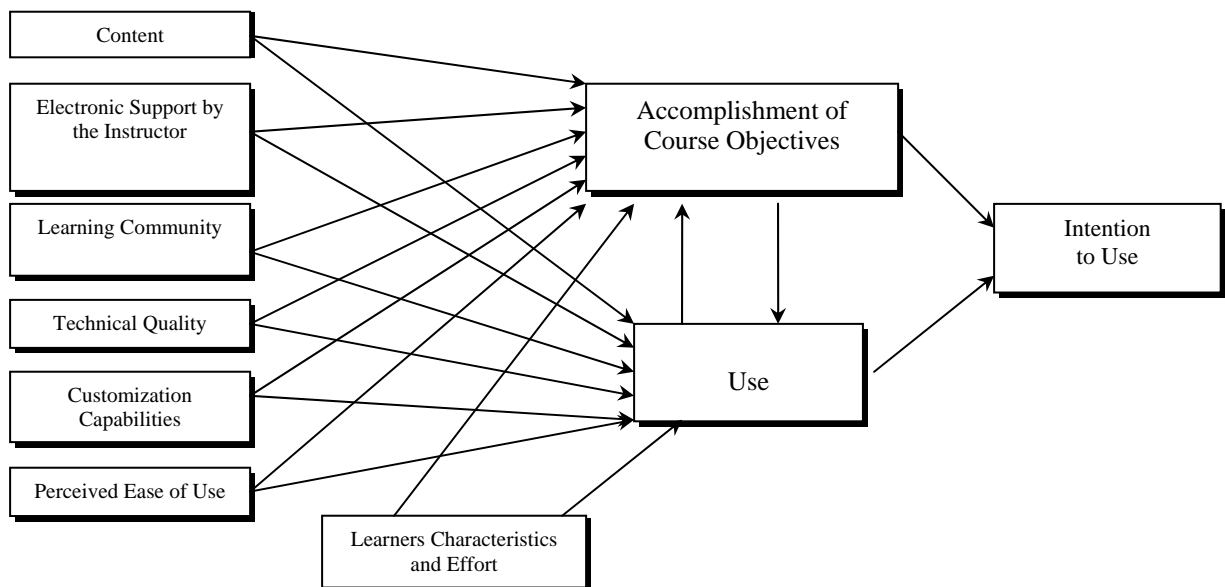 Content
Electronic Support by
the Instructor
Learning Community
Technical Quality
Customization
Capabilities
Perceived Ease of Use
Learners Characteristics
and Effort
Accomplishment of
Course Objectives
Use
Intention
to Use